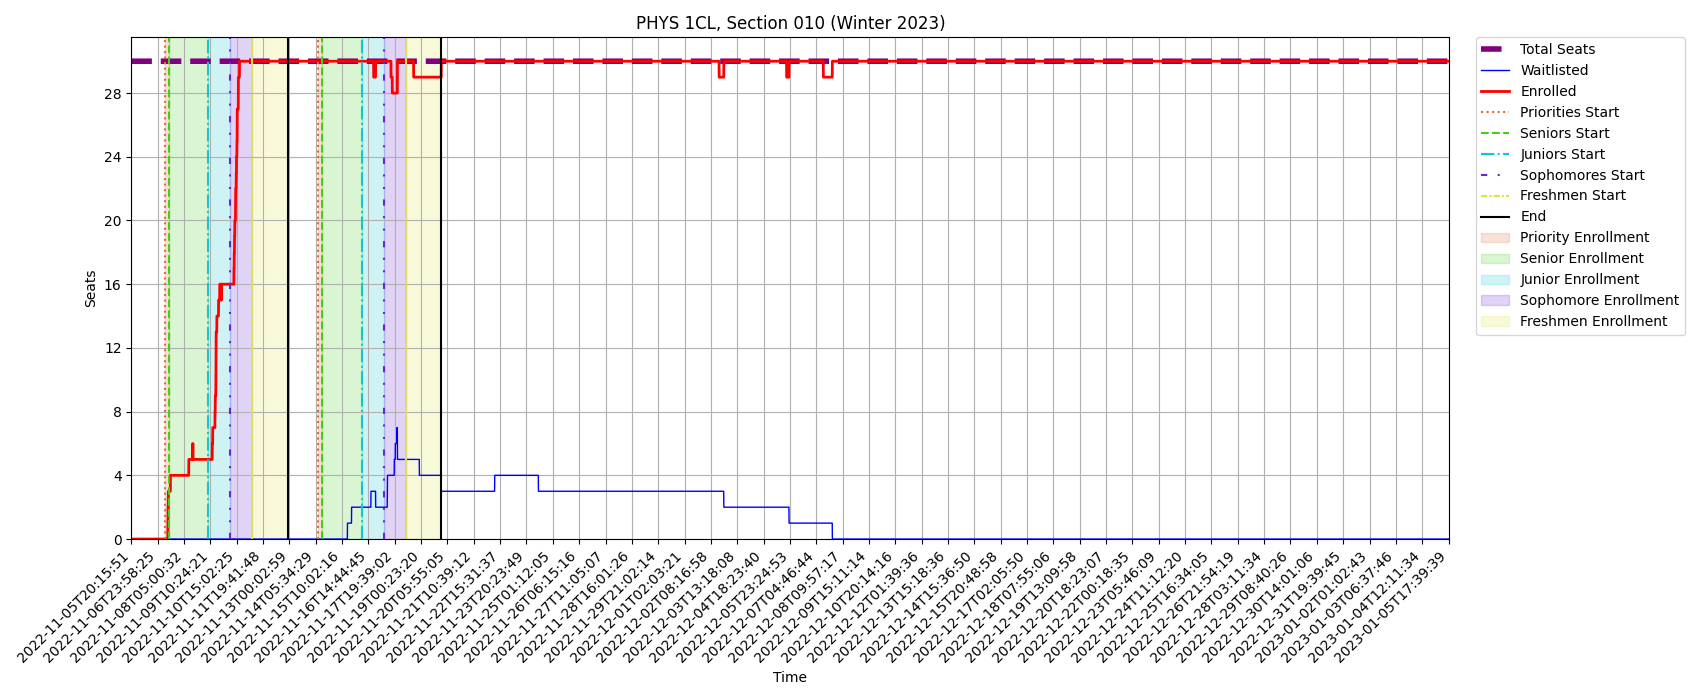 PHYS 1CL, Section 010 (Winter 2023)
Seats
28
24
20
16
12
8
4
0
2022-11-05T20:15:51
2022-11-06T23:58:25
2022-11-08T05:00:32
2022-11-09T10:24:21
2022-11-10T15:02:25
2022-11-11T19:41:48
2022-11-13T00:02:59
2022-11-14T05:34:29
2022-11-15T10:02:16
2022-11-16T14:44:45
2022-11-17T19:39:02
2022-11-19T00:23:20
2022-11-20T05:55:05
2022-11-21T10:39:12
2022-11-22T15:31:37
2022-11-23T20:23:49
2022-11-25T01:12:05
2022-11-26T06:15:16
2022-11-27T11:05:07
2022-11-28T16:01:26
2022-11-29T21:02:14
2022-12-01T02:03:21
2022-12-02T08:16:58
2022-12-03T13:18:08
2022-12-04T18:23:40
2022-12-05T23:24:53
2022-12-07T04:46:44
2022-12-08T09:57:17
2022-12-09T15:11:14
2022-12-10T20:14:16
2022-12-12T01:39:36
2022-12-13T15:18:36
2022-12-14T15:36:50
2022-12-15T20:48:58
2022-12-17T02:05:50
2022-12-18T07:55:06
2022-12-19T13:09:58
2022-12-20T18:23:07
2022-12-22T00:18:35
2022-12-23T05:46:09
2022-12-24T11:12:20
2022-12-25T16:34:05
2022-12-26T21:54:19
2022-12-28T03:11:34
2022-12-29T08:40:26
2022-12-30T14:01:06
2022-12-31T19:39:45
2023-01-02T01:02:43
2023-01-03T06:37:46
2023-01-04T12:11:34
2023-01-05T17:39:39
Time
Total Seats
Waitlisted
Enrolled
Priorities Start
Seniors Start
Juniors Start
Sophomores Start
Freshmen Start
End
Priority Enrollment
Senior Enrollment
Junior Enrollment
Sophomore Enrollment
Freshmen Enrollment